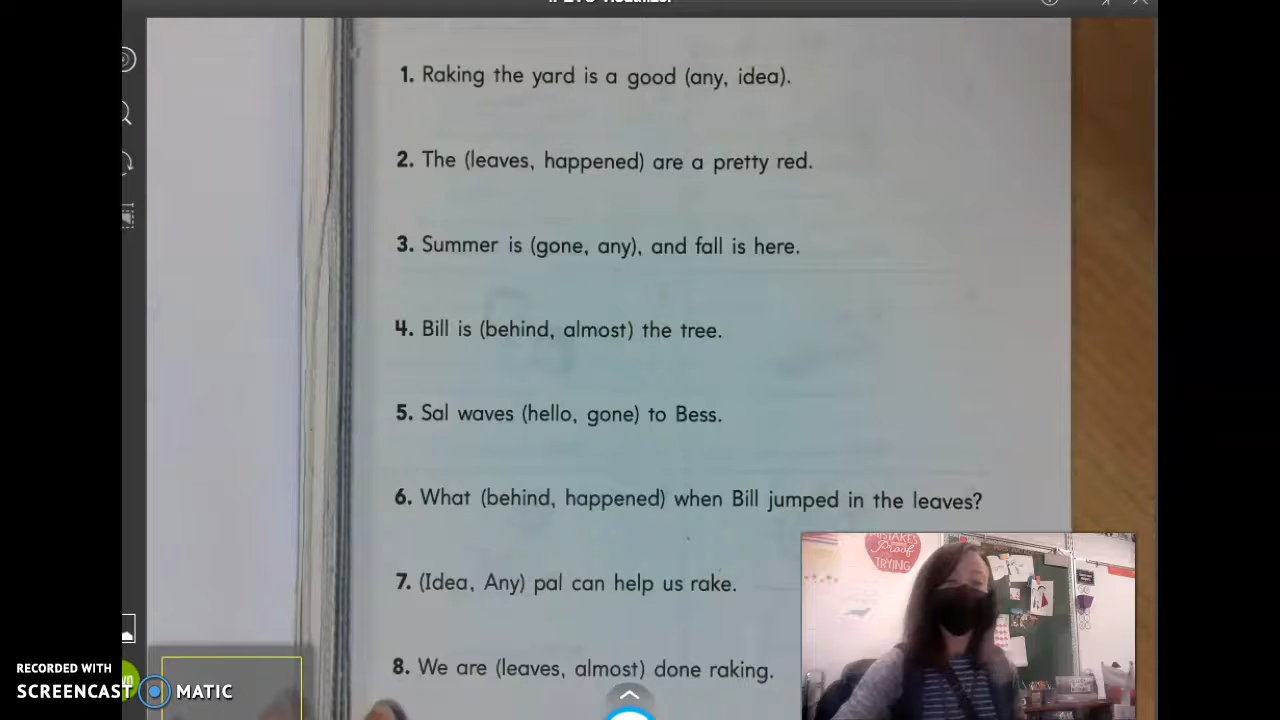 1. Raking the yard is a good (any, idea).
2. The (leaves, happened) are a pretty red.
3. Summer is (gone, any), and fall is here.
4. Bill is (behind, almost) the tree.
5. Sal waves (hello, gone) to Bess.
6. What (behind, happened) when Bill jumped in the leaves?
7. (Idea, Any) pal can help us rake.
8. We are (leaves, almost) done raking.
MISTAKES
Proof
TRYING
RECORDED WITH
SCREENCAST MATIC